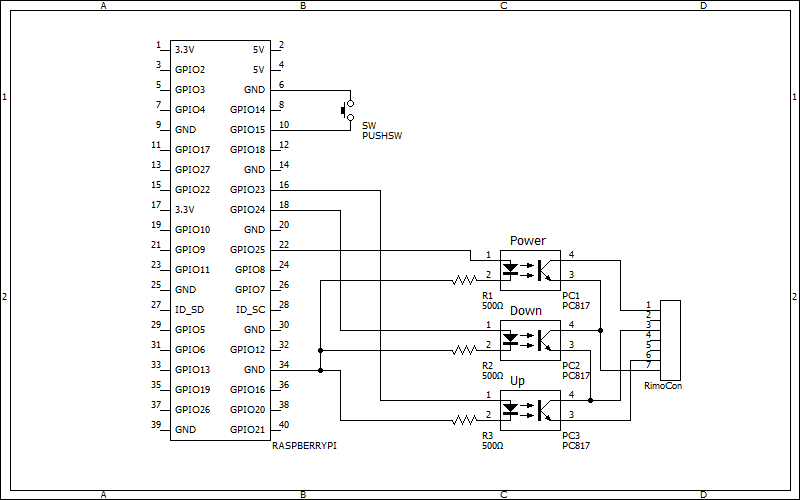 A B C D
1 3.3V 5V 2
3 GPIO2 5V 4
5 GPIO3 GND 6
1 7 GPIO4 GPIO14 8 1
9 GND GPIO15 10 SW
PUSHSW
11 GPIO17 GPIO18 12
13 GPIO27 GND 14
15 GPIO22 GPIO23 16
17 3.3V GPIO24 18
19 GPIO10 GND 20
21 GPIO9 GPIO25 22
23 GPIO11 GPIO8 24
25 GND GPIO7 26
27 ID_SD ID_SC 28
29 GPIO5 GND 30
31 GPIO6 GPIO12 32
33 GPIO13 GND 34
35 GPIO19 GPIO16 36
37 GPIO26 GPIO20 38
39 GND GPIO21 40
RASPBERRYPI
Power
1 4
2 3
R1 PC1
500Ω PC817
Down
1 4
2 3
R2 PC2
500Ω PC817
Up
1 4
2 3
R3 PC3
500Ω PC817
2 2
1
2
3
4
5
6
7
RimoCon
A B C D